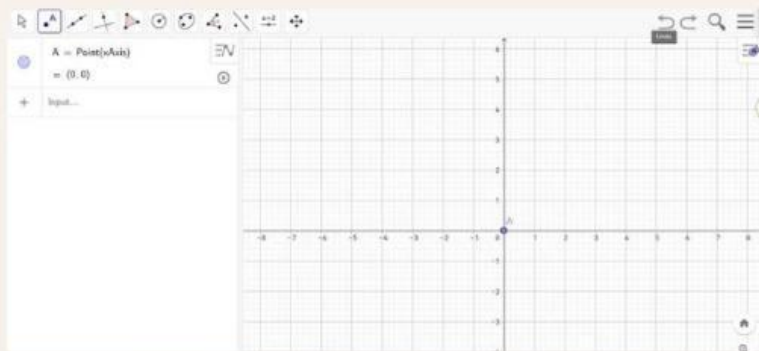 A
a=2
Undo
A = Point(xAxis)
= (0, 0)
Input...
6
5
4
3
2
1
A
-8 -7 -6 -5 -4 -3 -2 -1 0 1 2 3 4 5 6 7 8
-1
-2
-3